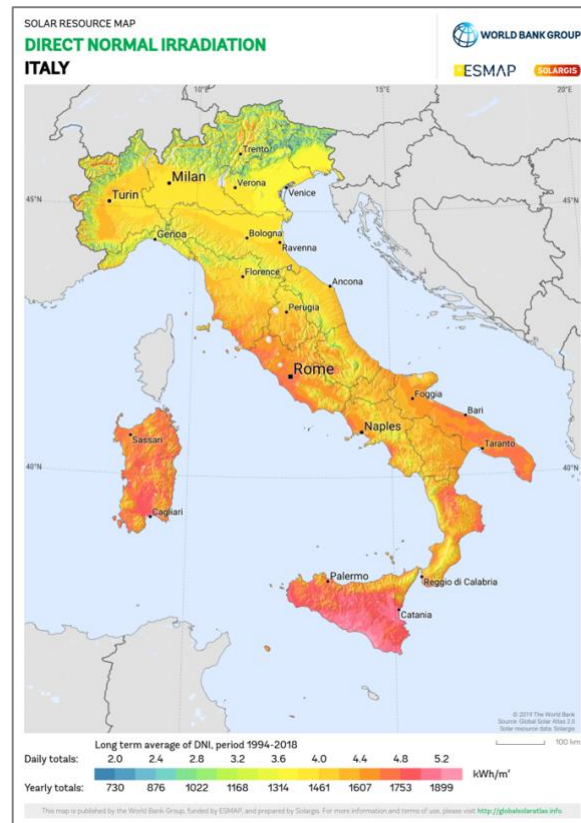 SOLAR RESOURCE MAP
DIRECT NORMAL IRRADIATION
ITALY
WORLD BANK GROUP
ESMAP
SOLARGIS
10°E
15°E
20°E
Trento
Milan
Verona
Venice
Turin
45°N
45°N
Genoa
Bologna
Ravenna
Florence
Ancona
Perugia
Rome
Foggia
Bari
Naples
Taranto
Sassari
40°N
40°N
Cagliari
Palermo
Reggio di Calabria
Catania
© 2019 The World Bank
Source: Global Solar Atlas 2.0
Solar resource data: Solargis
100 km
Long term average of DNI, period 1994-2018
Daily totals: 2.0 2.4 2.8 3.2 3.6 4.0 4.4 4.8 5.2
kWh/m²
Yearly totals: 730 876 1022 1168 1314 1461 1607 1753 1899
This map is published by the World Bank Group, funded by ESMAP, and prepared by Solargis. For more information and terms of use, please visit http://globalsolaratlas.info.